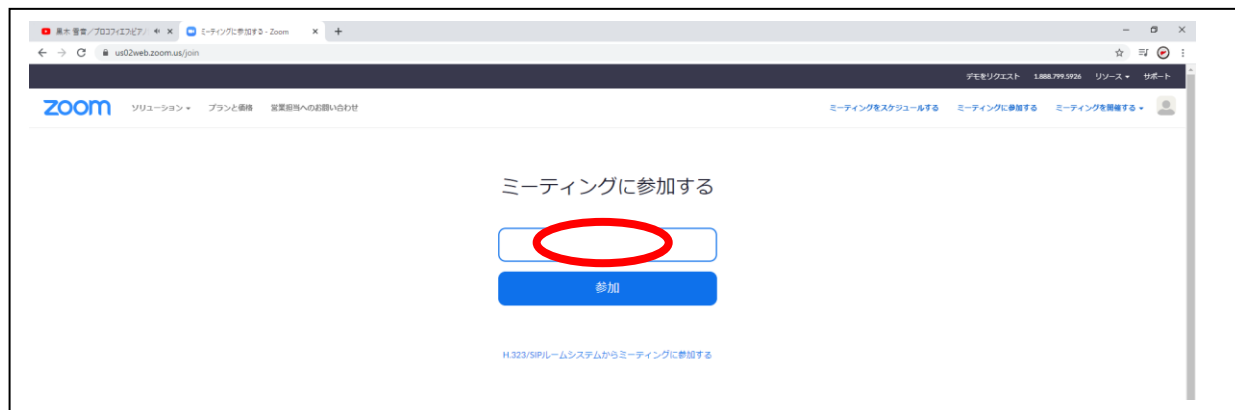 黒木 雪音/プロコフィエフ:ピアノ
ミーティングに参加する - Zoom
us02web.zoom.us/join
デモをリクエスト 1.888.799.5926 リソース サポート
zoom ソリューション プランと価格 営業担当へのお問い合わせ ミーティングをスケジュールする ミーティングに参加する ミーティングを開催する
ミーティングに参加する
参加
H.323/SIPルームシステムからミーティングに参加する